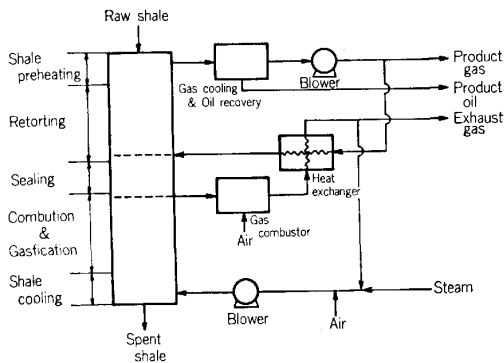 Raw shale
Shale
preheating
Retorting
Sealing
Combution
&
Gasfication
Shale
cooling
Gas cooling
& Oil recovery
Blower
Product
gas
Product
oil
Exhaust
gas
Heat
exchanger
Gas
combustor
Air
Blower
Air
Steam
Spent
shale